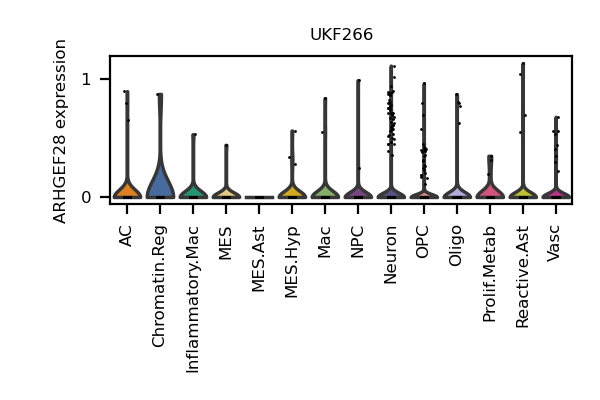 UKF266
ARHGEF28 expression
1
0
AC
Chromatin.Reg
Inflammatory.Mac
MES
MES.Ast
MES.Hyp
Mac
NPC
Neuron
OPC
Oligo
Prolif.Metab
Reactive.Ast
Vasc